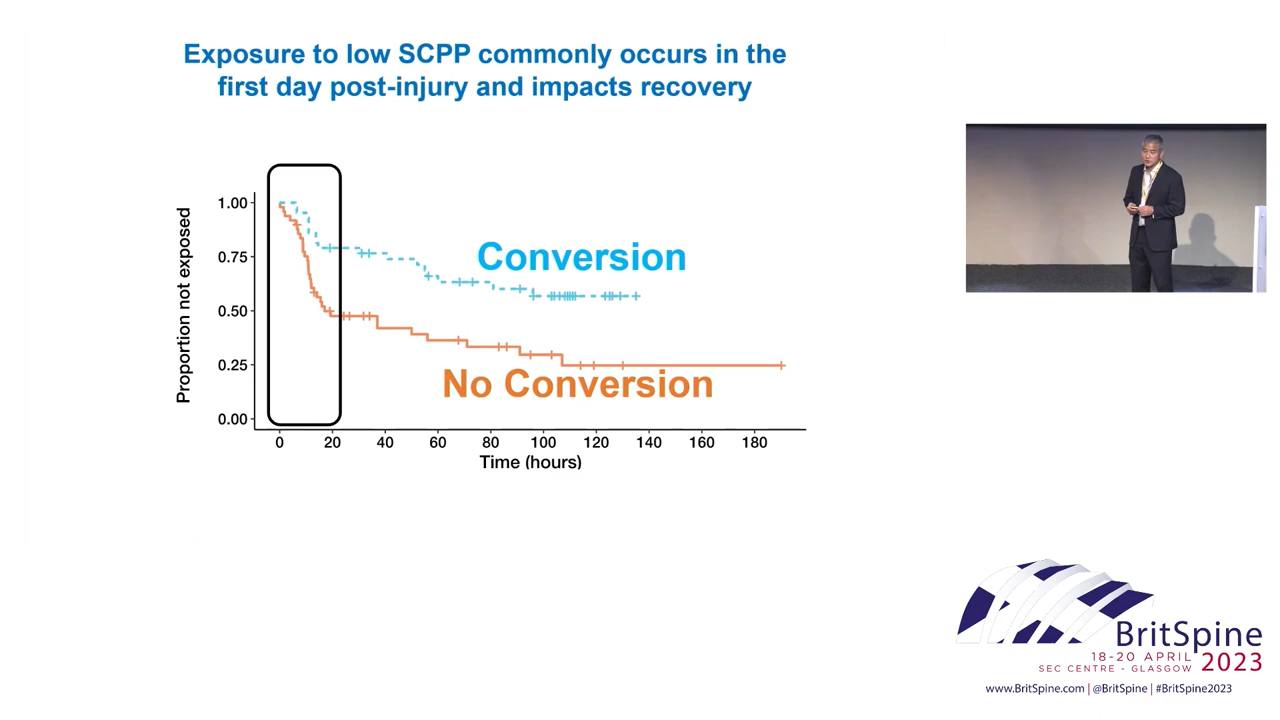 Exposure to low SCPP commonly occurs in the
first day post-injury and impacts recovery
Proportion not exposed
1.00
0.75
0.50
0.25
0.00
Conversion
No Conversion
0 20 40 60 80 100 120 140 160 180
Time (hours)
BritSpine
18-20 APRIL 2023
SEC CENTRE - GLASGOW
www.BritSpine.com | @BritSpine | #BritSpine2023